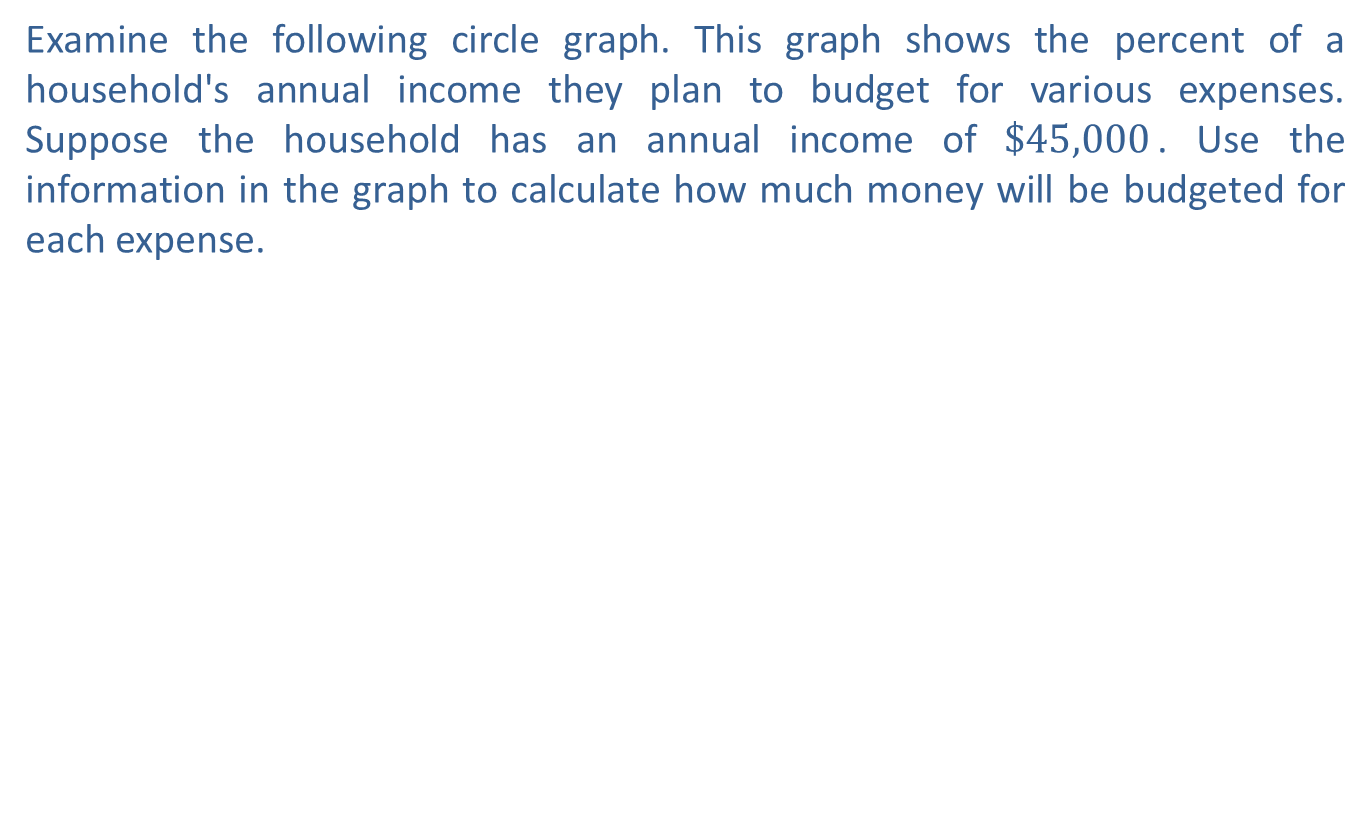 Examine the following circle graph. This graph shows the percent of a
household's annual income they plan to budget for various expenses.
Suppose the household has an annual income of $45,000. Use the
information in the graph to calculate how much money will be budgeted for
each expense.